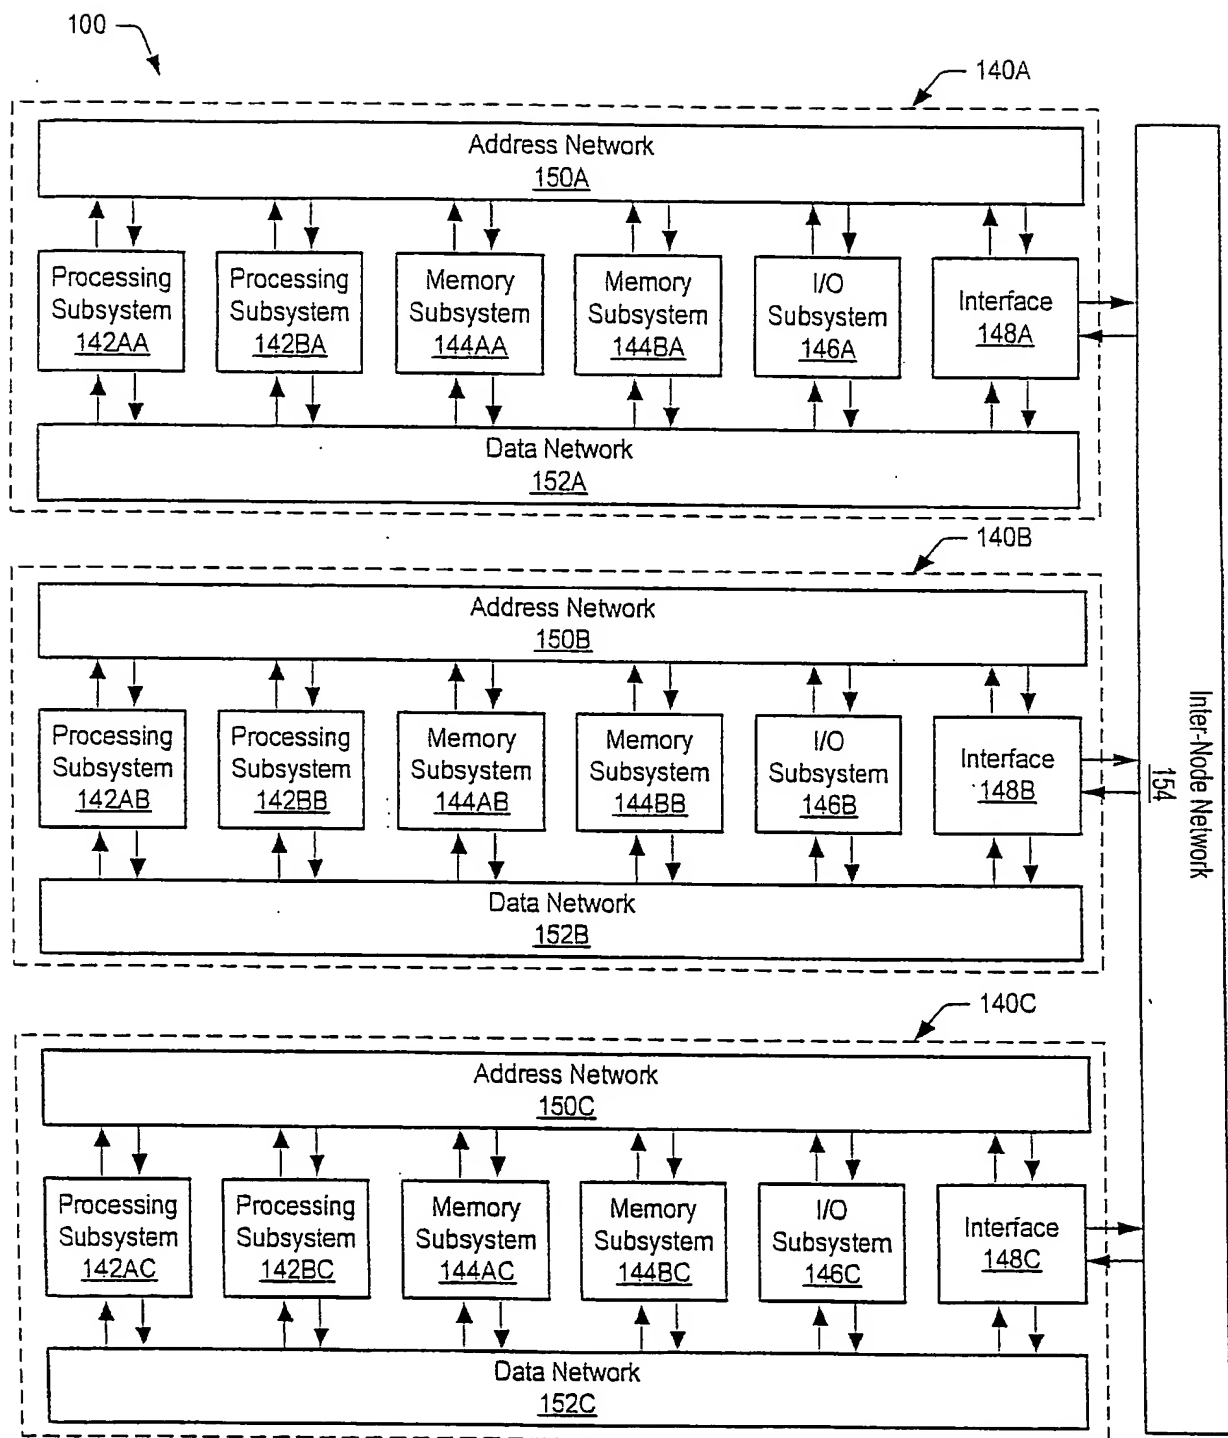 100
140A
Address Network
150A
Processing
Subsystem
142AA
Processing
Subsystem
142BA
Memory
Subsystem
144AA
Memory
Subsystem
144BA
I/O
Subsystem
146A
Interface
148A
Data Network
152A
140B
Address Network
150B
Processing
Subsystem
142AB
Processing
Subsystem
142BB
Memory
Subsystem
144AB
Memory
Subsystem
144BB
I/O
Subsystem
146B
Interface
148B
Data Network
152B
140C
Address Network
150C
Processing
Subsystem
142AC
Processing
Subsystem
142BC
Memory
Subsystem
144AC
Memory
Subsystem
144BC
I/O
Subsystem
146C
Interface
148C
Data Network
152C
Inter-Node Network
154